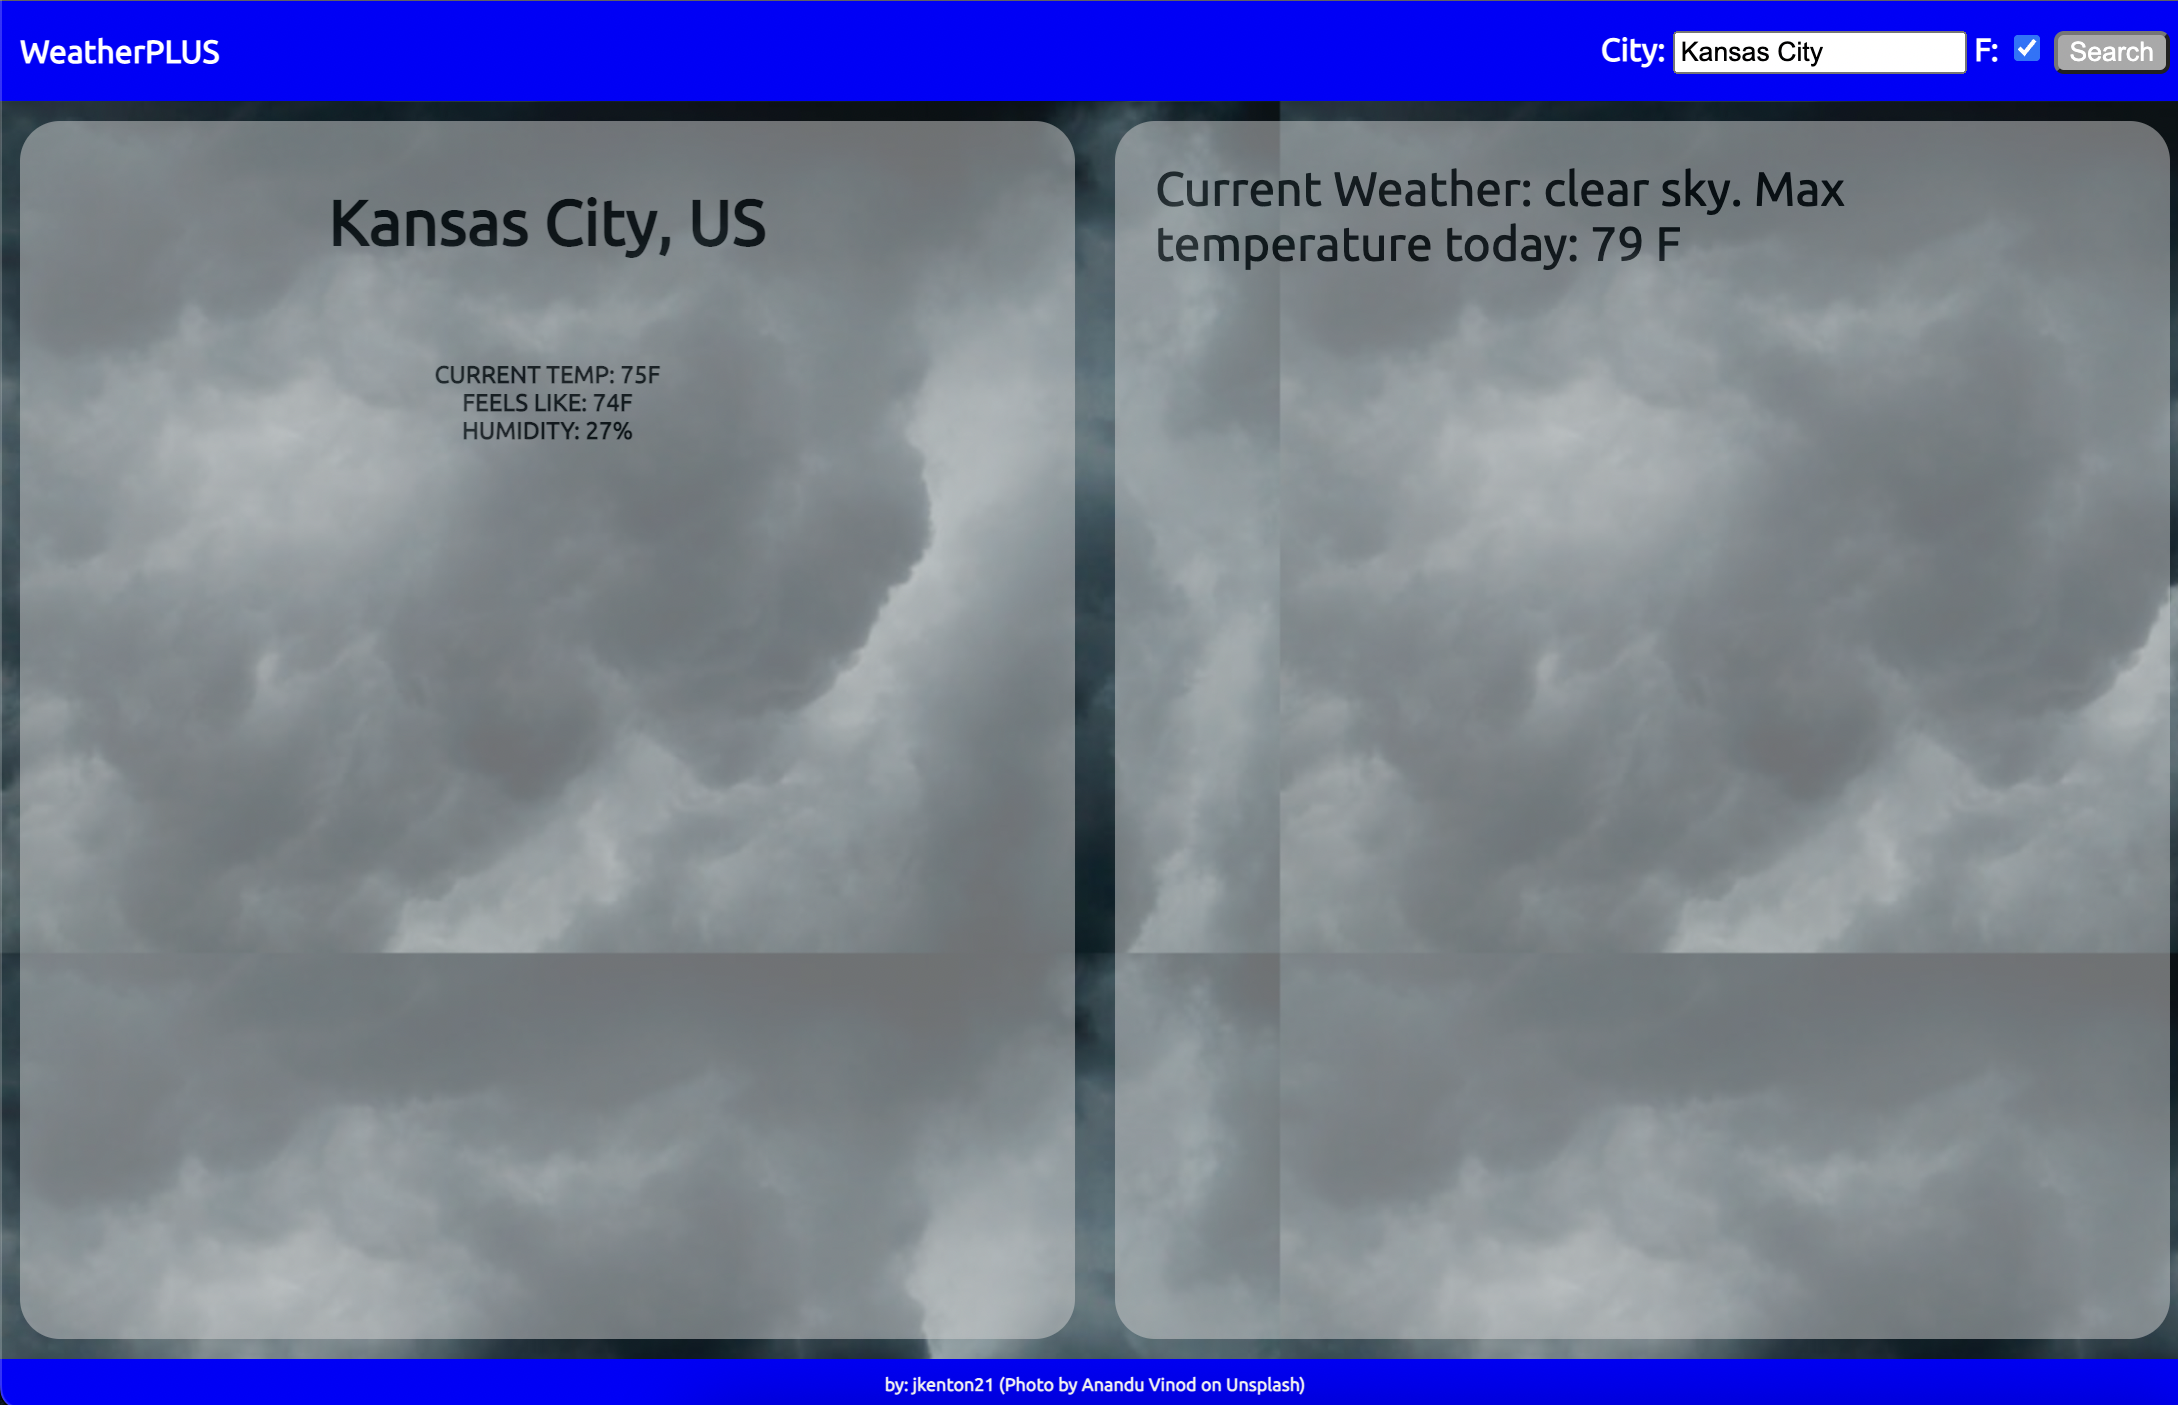 WeatherPLUS
City: Kansas City F: Search
Kansas City, US
CURRENT TEMP: 75F
FEELS LIKE: 74F
HUMIDITY: 27%
Current Weather: clear sky. Max
temperature today: 79 F
by: jkenton21 (Photo by Anandu Vinod on Unsplash)